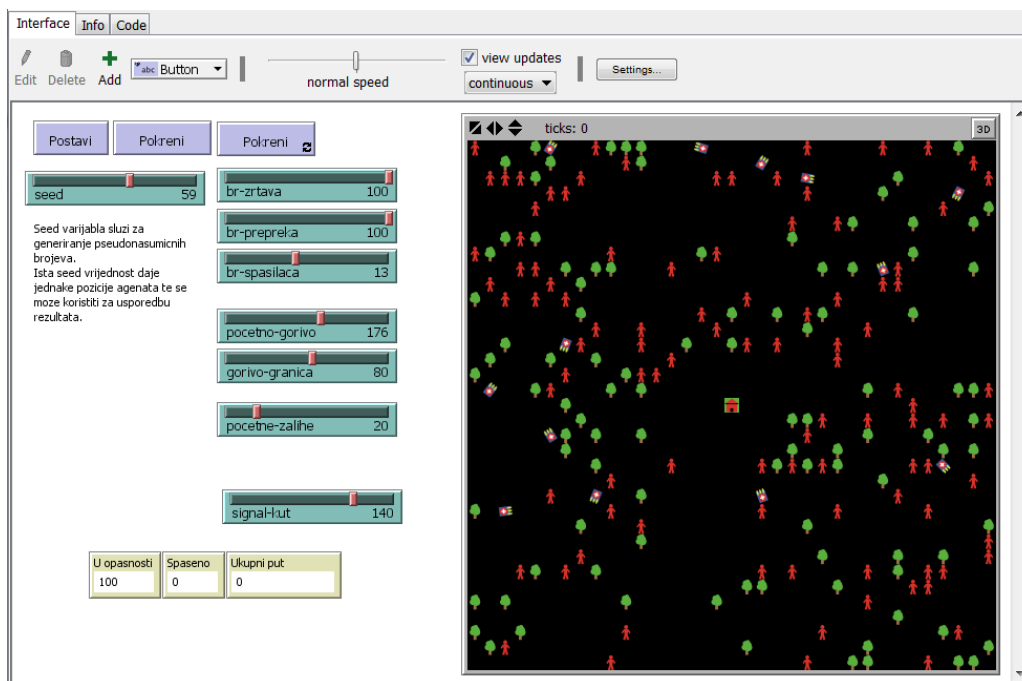 Interface Info Code
Edit Delete Add abc Button
normal speed
view updates
continuous
Settings...
Postavi Pokreni Pokreni
ticks: 0
3D
seed 59
br-zrtava 100
br-prepreka 100
br-spasilaca 13
Seed varijabla sluzi za
generiranje pseudonasumicnih
brojeva.
Ista seed vrijednost daje
jednake pozicije agenata te se
moze koristiti za usporedbu
rezultata.
pocetno-gorivo 176
gorivo-granica 80
pocetne-zalihe 20
signal-kut 140
U opasnosti Spaseno Ukupni put
100 0 0